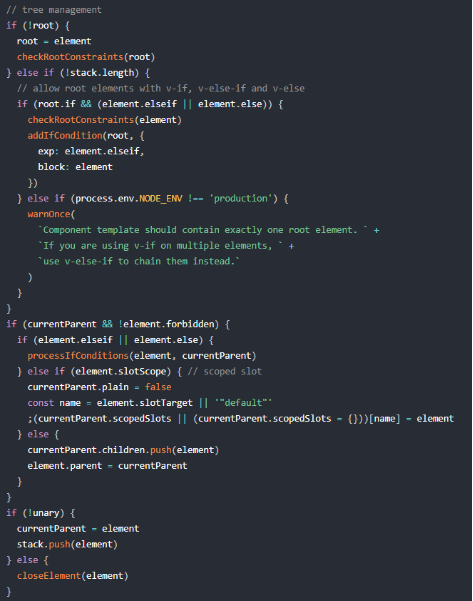 // tree management
if (!root) {
  root = element
  checkRootConstraints(root)
} else if (!stack.length) {
  // allow root elements with v-if, v-else-if and v-else
  if (root.if && (element.elseif || element.else)) {
    checkRootConstraints(element)
    addIfCondition(root, {
      exp: element.elseif,
      block: element
    })
  } else if (process.env.NODE_ENV !== 'production') {
    warnOnce(
      `Component template should contain exactly one root element. ` +
      `If you are using v-if on multiple elements, ` +
      `use v-else-if to chain them instead.`
    )
  }
}
if (currentParent && !element.forbidden) {
  if (element.elseif || element.else) {
    processIfConditions(element, currentParent)
  } else if (element.slotScope) { // scoped slot
    currentParent.plain = false
    const name = element.slotTarget || '"default"'
    ;(currentParent.scopedSlots || (currentParent.scopedSlots = {}))[name] = element
  } else {
    currentParent.children.push(element)
    element.parent = currentParent
  }
}
if (!unary) {
  currentParent = element
  stack.push(element)
} else {
  closeElement(element)
}